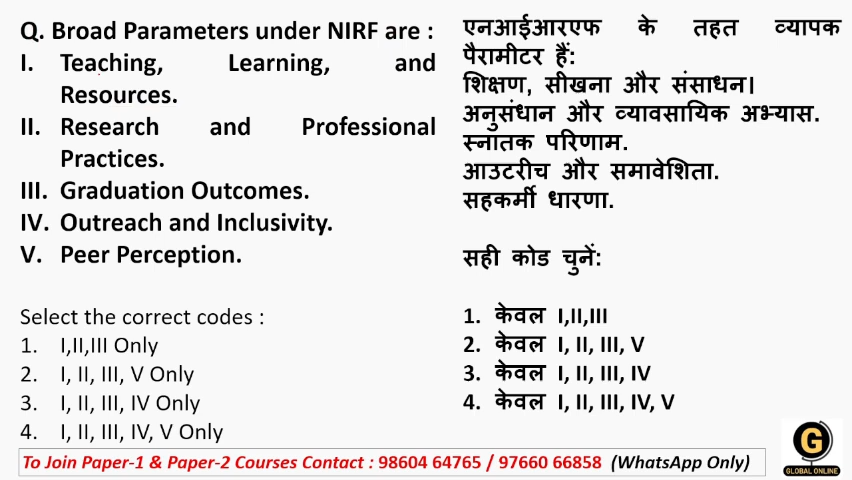 Q. Broad Parameters under NIRF are :
I. Teaching, Learning, and
Resources.
II. Research and Professional
Practices.
III. Graduation Outcomes.
IV. Outreach and Inclusivity.
V. Peer Perception.
Select the correct codes :
1. I,II,III Only
2. I, II, III, V Only
3. I, II, III, IV Only
4. I, II, III, IV, V Only
एनआईआरएफ के तहत व्यापक
पैरामीटर हैं:
शिक्षण, सीखना और संसाधन।
अनुसंधान और व्यावसायिक अभ्यास.
स्नातक परिणाम.
आउटरीच और समावेशिता.
सहकर्मी धारणा.
सही कोड चुनें:
1. केवल I,II,III
2. केवल I, II, III, V
3. केवल I, II, III, IV
4. केवल I, II, III, IV, V
To Join Paper-1 & Paper-2 Courses Contact : 98604 64765 / 97660 66858 (WhatsApp Only)
G
GLOBAL ONLINE